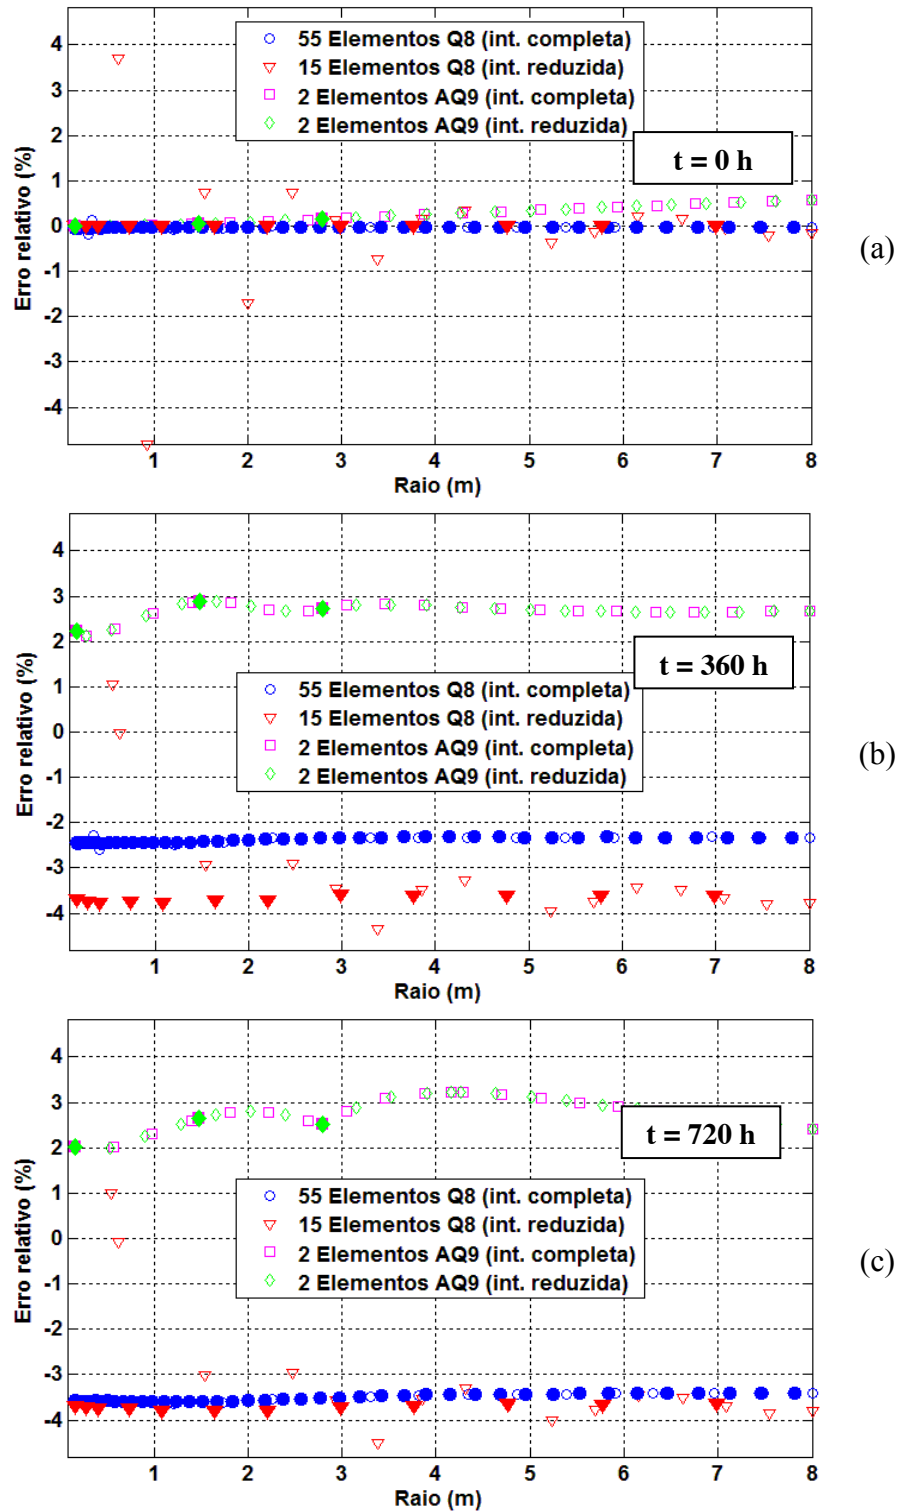 4
55 Elementos Q8 (int. completa)
3
15 Elementos Q8 (int. reduzida)
2 Elementos AQ9 (int. completa)
2
2 Elementos AQ9 (int. reduzida)
t = 0 h
1
0
-1
-2
-3
-4
Erro relativo (%)
1 2 3 4 5 6 7 8
Raio (m)
(a)
4
3
2
t = 360 h
1
55 Elementos Q8 (int. completa)
15 Elementos Q8 (int. reduzida)
0
2 Elementos AQ9 (int. completa)
-1
2 Elementos AQ9 (int. reduzida)
-2
-3
-4
Erro relativo (%)
1 2 3 4 5 6 7 8
Raio (m)
(b)
4
3
t = 720 h
2
1
55 Elementos Q8 (int. completa)
15 Elementos Q8 (int. reduzida)
0
2 Elementos AQ9 (int. completa)
-1
2 Elementos AQ9 (int. reduzida)
-2
-3
-4
Erro relativo (%)
1 2 3 4 5 6 7 8
Raio (m)
(c)